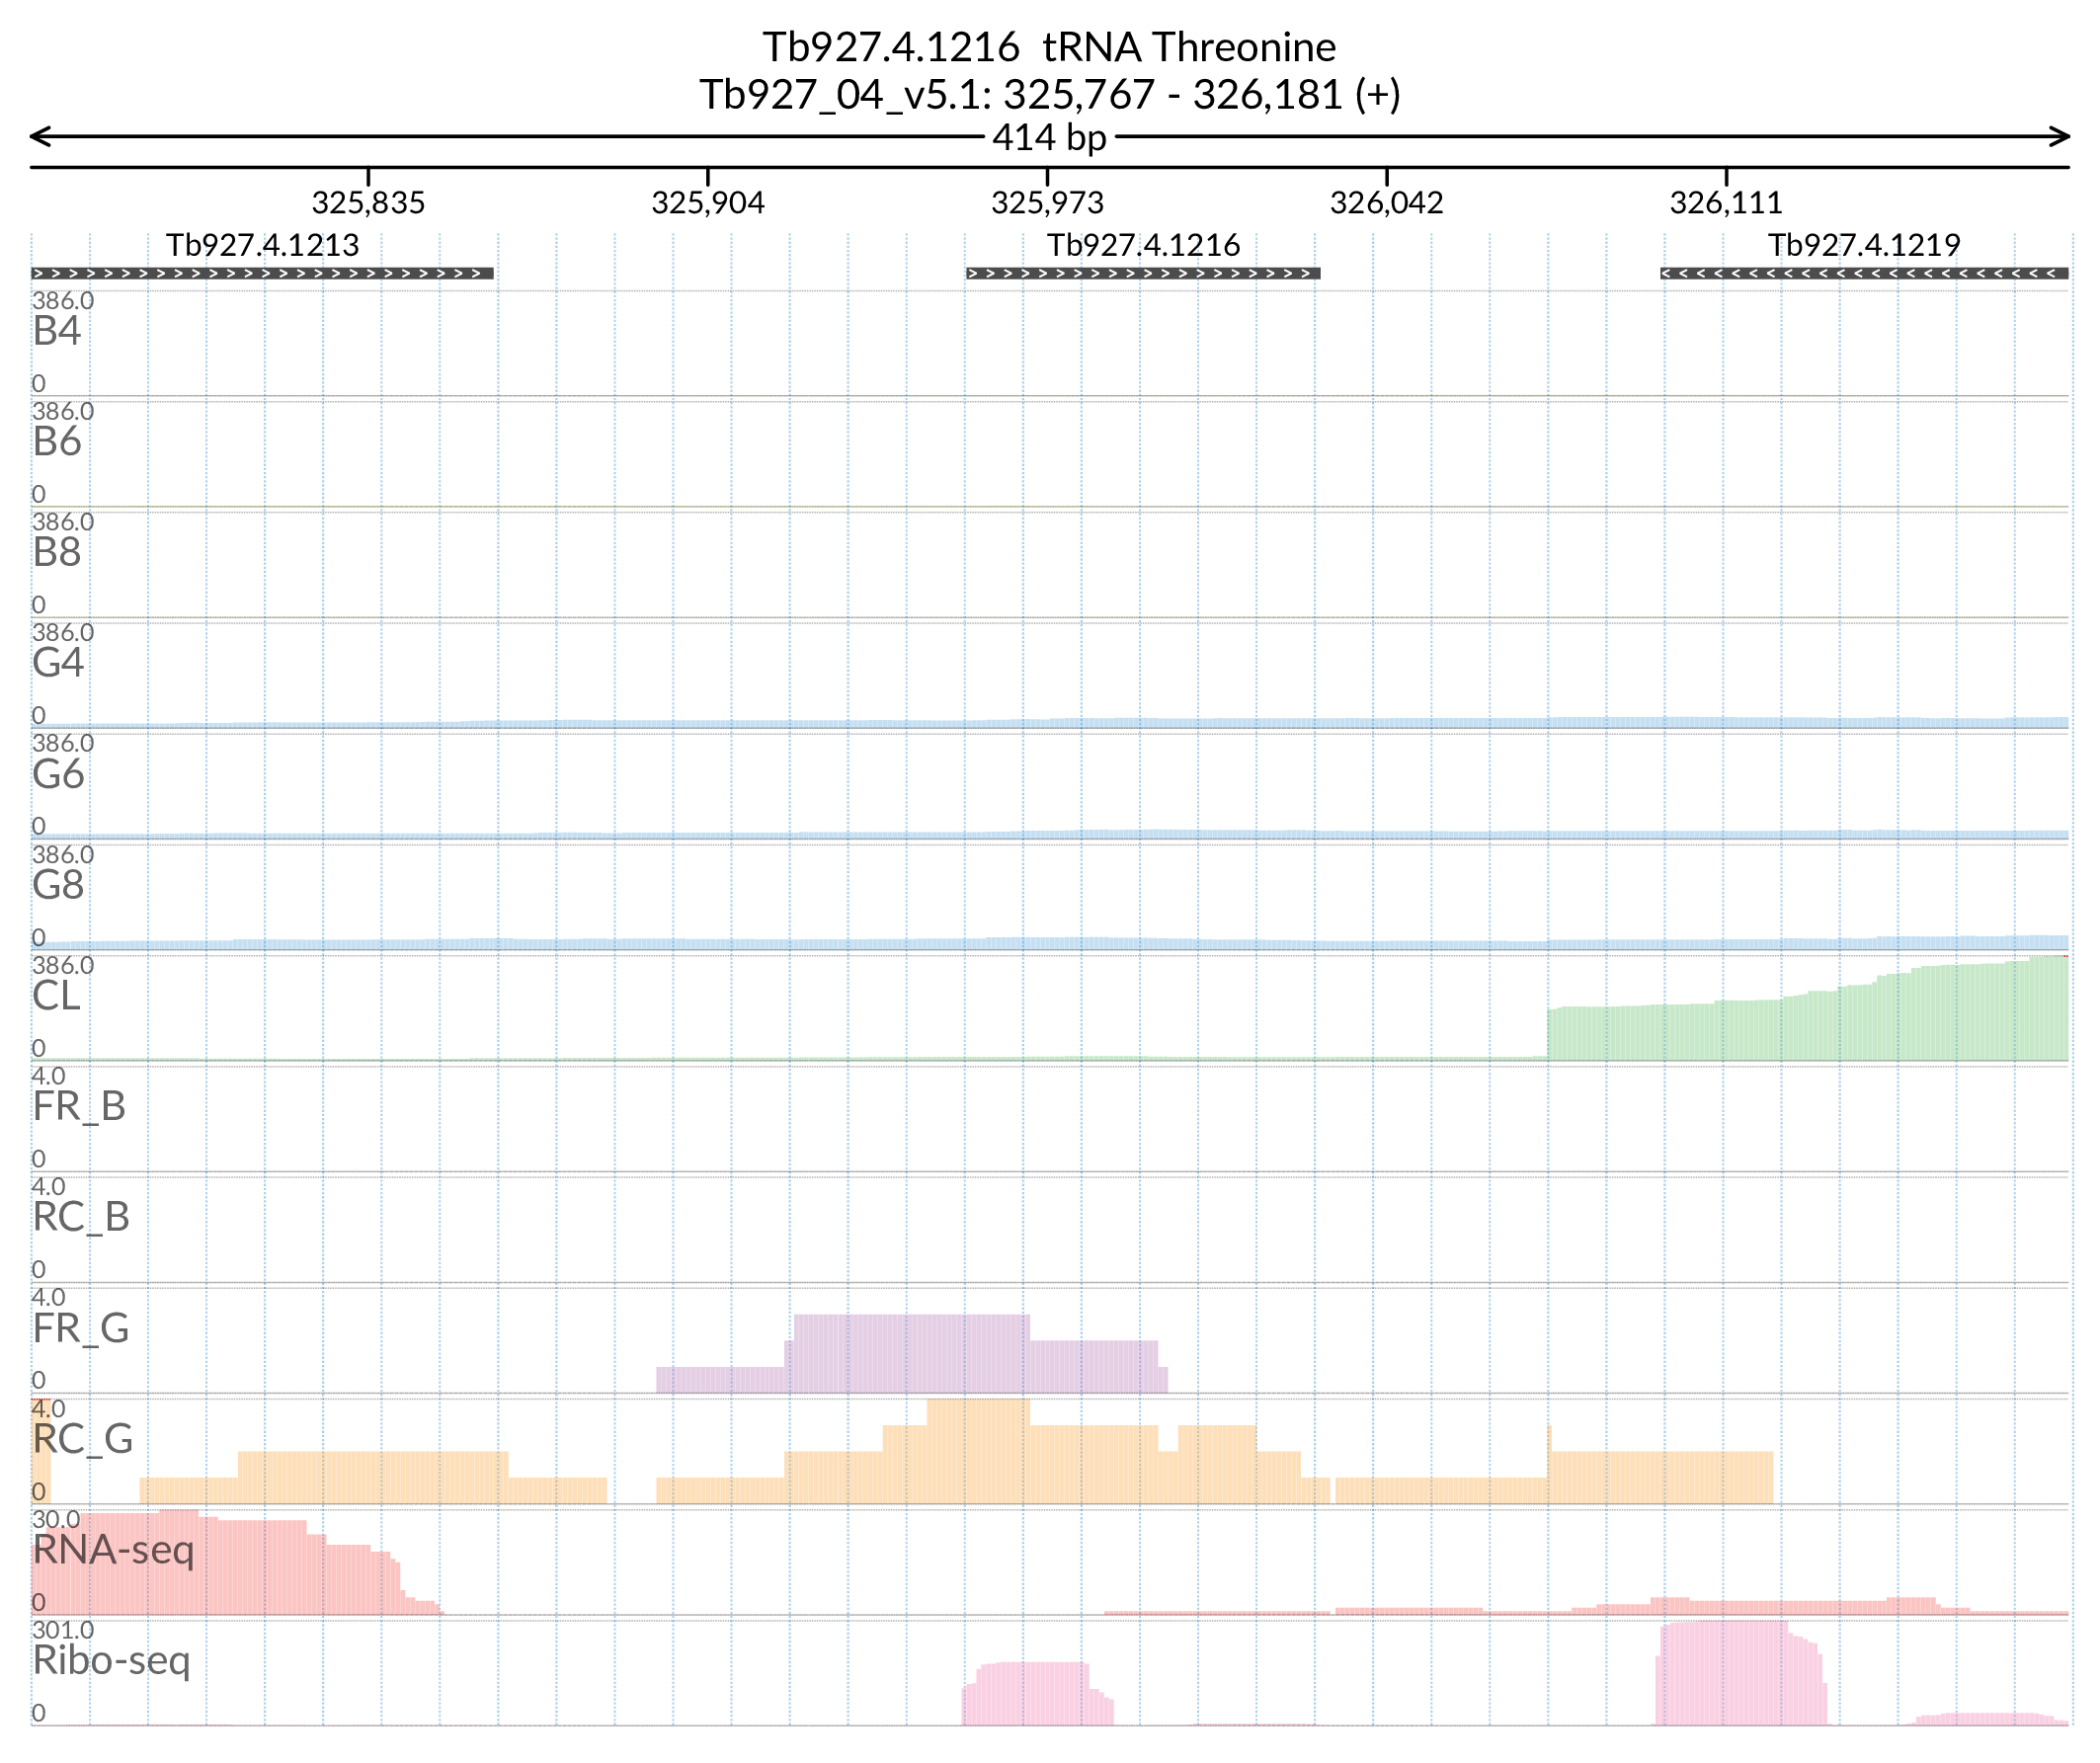 Tb927.4.1216  tRNA Threonine
Tb927_04_v5.1: 325,767 - 326,181 (+)
414 bp
325,835 325,904 325,973 326,042 326,111
Tb927.4.1213 Tb927.4.1216 Tb927.4.1219
386.0
B4
0
386.0
B6
0
386.0
B8
0
386.0
G4
0
386.0
G6
0
386.0
G8
0
386.0
CL
0
4.0
FR_B
0
4.0
RC_B
0
4.0
FR_G
0
4.0
RC_G
0
30.0
RNA-seq
0
301.0
Ribo-seq
0